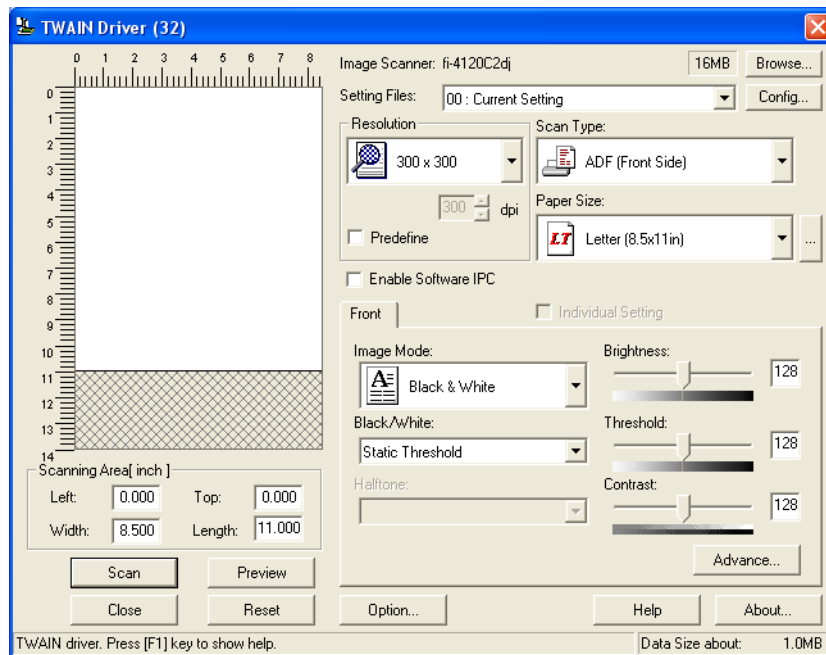 TWAIN Driver (32)
0 1 2 3 4 5 6 7 8
0
1
2
3
4
5
6
7
8
9
10
11
12
13
14
Image Scanner: fi-4120C2dj
16MB
Browse...
Setting Files:
00 : Current Setting
Config...
Resolution
300 x 300
300
dpi
Predefine
Scan Type:
ADF (Front Side)
Paper Size:
LT
Letter (8.5x11in)
...
Enable Software IPC
Front
Individual Setting
Image Mode:
A
Black & White
Black/White:
Static Threshold
Halftone:
Brightness:
128
Threshold:
128
Contrast:
128
Advance...
Scanning Area[ inch ]
Left: 0.000 Top: 0.000
Width: 8.500 Length: 11.000
Scan
Preview
Close
Reset
Option...
Help
About...
TWAIN driver. Press [F1] key to show help.
Data Size about: 1.0MB